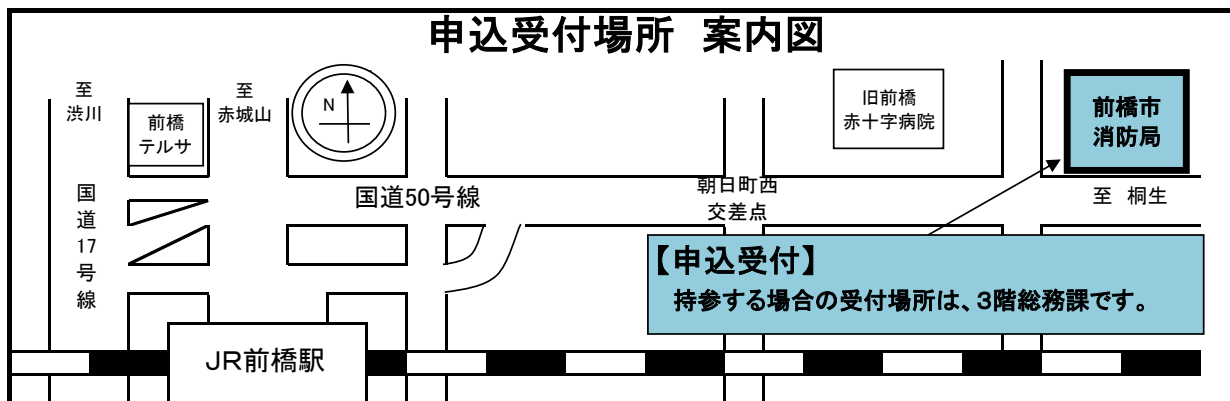 申込受付場所 案内図
至
渋川
前橋
テルサ
至
赤城山
N
旧前橋
赤十字病院
前橋市
消防局
国道17号線
国道50号線
朝日町西
交差点
至 桐生
【申込受付】
持参する場合の受付場所は、３階総務課です。
ＪＲ前橋駅